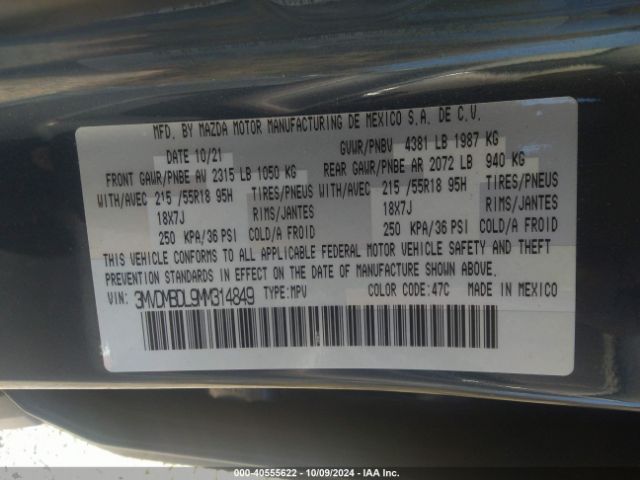 MFD. BY MAZDA MOTOR MANUFACTURING DE MEXICO S.A. DE C.V.
DATE 10/21 GVWR/PNBV 4381 LB 1987 KG
FRONT GAWR/PNBE AV 2315 LB 1050 KG REAR GAWR/PNBE AR 2072 LB 940 KG
WITH/AVEC 215 /55R18 95H TIRES/PNEUS WITH/AVEC 215 /55R18 95H TIRES/PNEUS
18X7J RIMS/JANTES 18X7J RIMS/JANTES
250 KPA/36 PSI COLD/A FROID 250 KPA/36 PSI COLD/A FROID
THIS VEHICLE CONFORMS TO ALL APPLICABLE FEDERAL MOTOR VEHICLE SAFETY AND THEFT
PREVENTION STANDARDS IN EFFECT ON THE DATE OF MANUFACTURE SHOWN ABOVE.
VIN: 3MVDMBDL9MM314849 TYPE:MPV COLOR CODE:47C MADE IN MEXICO
000-40555622 - 10/09/2024 - IAA Inc.